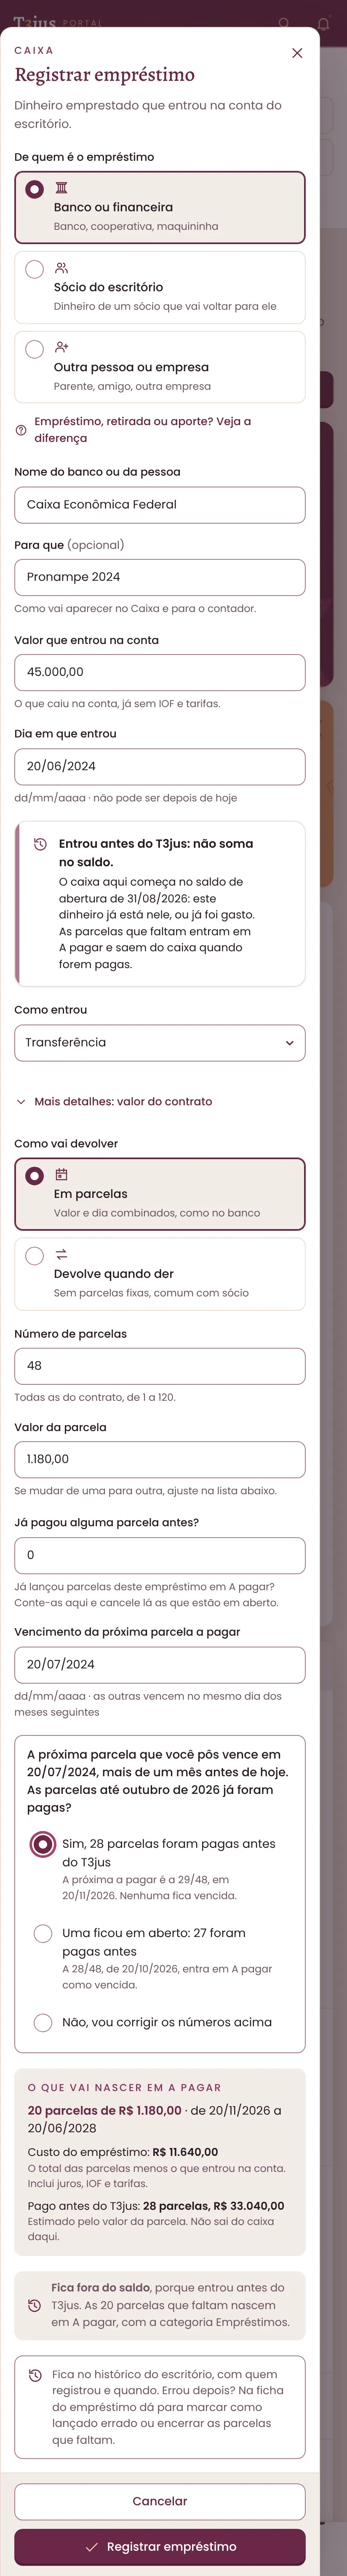 T3jus PORTAL
CAIXA
Registrar empréstimo
Dinheiro emprestado que entrou na conta do
escritório.
De quem é o empréstimo
Banco ou financeira
Banco, cooperativa, maquininha
Sócio do escritório
Dinheiro de um sócio que vai voltar para ele
Outra pessoa ou empresa
Parente, amigo, outra empresa
Empréstimo, retirada ou aporte? Veja a
diferença
Nome do banco ou da pessoa
Caixa Econômica Federal
Para que (opcional)
Pronampe 2024
Como vai aparecer no Caixa e para o contador.
Valor que entrou na conta
45.000,00
O que caiu na conta, já sem IOF e tarifas.
Dia em que entrou
20/06/2024
dd/mm/aaaa · não pode ser depois de hoje
Entrou antes do T3jus: não soma
no saldo.
O caixa aqui começa no saldo de
abertura de 31/08/2026: este
dinheiro já está nele, ou já foi gasto.
As parcelas que faltam entram em
A pagar e saem do caixa quando
forem pagas.
Como entrou
Transferência
Mais detalhes: valor do contrato
Como vai devolver
Em parcelas
Valor e dia combinados, como no banco
Devolve quando der
Sem parcelas fixas, comum com sócio
Número de parcelas
48
Todas as do contrato, de 1 a 120.
Valor da parcela
1.180,00
Se mudar de uma para outra, ajuste na lista abaixo.
Já pagou alguma parcela antes?
0
Já lançou parcelas deste empréstimo em A pagar?
Conte-as aqui e cancele lá as que estão em aberto.
Vencimento da próxima parcela a pagar
20/07/2024
dd/mm/aaaa · as outras vencem no mesmo dia dos
meses seguintes
A próxima parcela que você pôs vence em
20/07/2024, mais de um mês antes de hoje.
As parcelas até outubro de 2026 já foram
pagas?
Sim, 28 parcelas foram pagas antes
do T3jus
A próxima a pagar é a 29/48, em
20/11/2026. Nenhuma fica vencida.
Uma ficou em aberto: 27 foram
pagas antes
A 28/48, de 20/10/2026, entra em A pagar
como vencida.
Não, vou corrigir os números acima
O QUE VAI NASCER EM A PAGAR
20 parcelas de R$ 1.180,00 · de 20/11/2026 a
20/06/2028
Custo do empréstimo: R$ 11.640,00
O total das parcelas menos o que entrou na conta.
Inclui juros, IOF e tarifas.
Pago antes do T3jus: 28 parcelas, R$ 33.040,00
Estimado pelo valor da parcela. Não sai do caixa
daqui.
Fica fora do saldo, porque entrou antes do
T3jus. As 20 parcelas que faltam nascem
em A pagar, com a categoria Empréstimos.
Fica no histórico do escritório, com quem
registrou e quando. Errou depois? Na ficha
do empréstimo dá para marcar como
lançado errado ou encerrar as parcelas
que faltam.
Cancelar
Registrar empréstimo